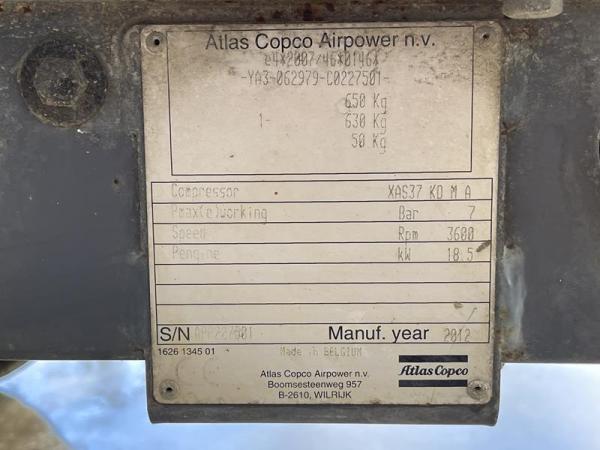 Atlas Copco Airpower n.v.
e4*2007/46*0146*
-YA3-062979-C0227501-
650 Kg
1- 630 Kg
50 Kg
Compressor XAS37 KD M A
Pmax(e)working Bar 7
Speed Rpm 3600
Pengine kW 18.5
/
S/N Manuf. year 2012
1626 1345 01 Made in BELGIUM
Atlas Copco Airpower n.v.
Boomsesteenweg 957
B-2610, WILRIJK
Atlas Copco